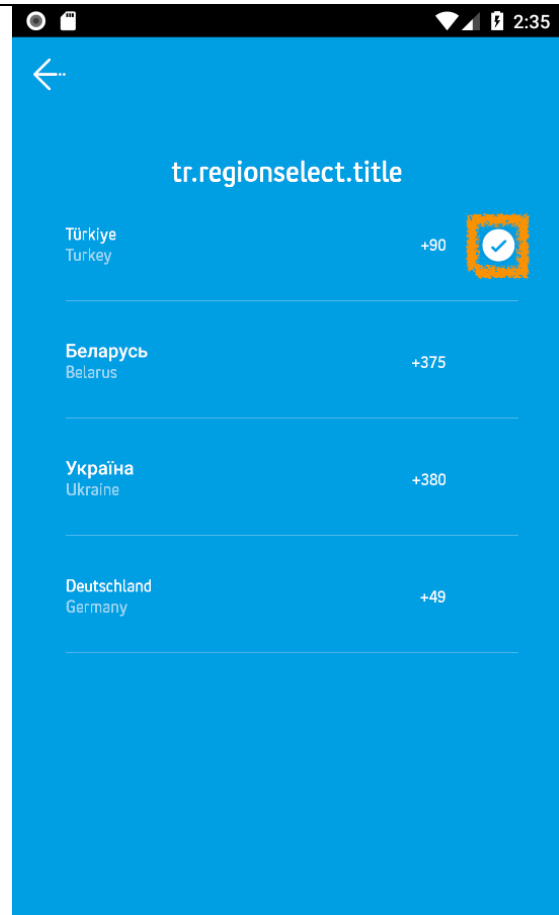 2:35
tr.regionselect.title
Türkiye
Turkey
+90
Беларусь
Belarus
+375
Україна
Ukraine
+380
Deutschland
Germany
+49